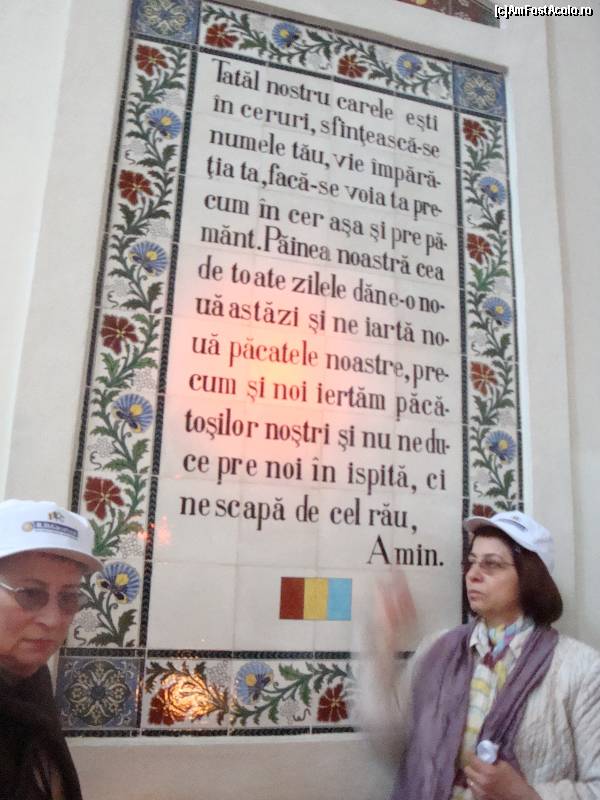 (c)AmFostAcolo.ro
Tatăl nostru carele ești
în ceruri, sfințească-se
numele tău, vie împără-
ția ta, facă-se voia ta pre-
cum în cer așa și pre pă-
mânt. Păinea noastră cea
de toate zilele dăne-o no-
uă astăzi și ne iartă no-
uă păcatele noastre, pre-
cum și noi iertăm păcă-
toșilor noștri și nu ne du-
ce pre noi în ispită, ci
ne scapă de cel rău,
Amin.